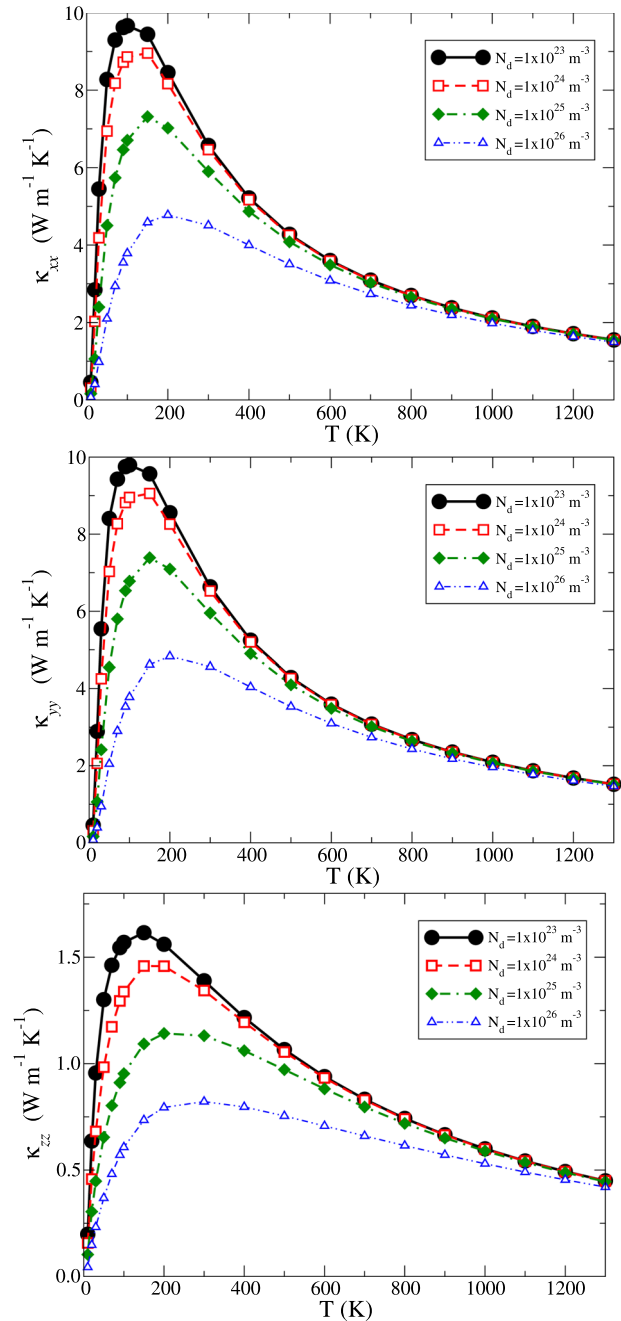 10
8
6
4
2
0
κxx (W m⁻¹ K⁻¹)
Nd=1x10²³ m⁻³
Nd=1x10²⁴ m⁻³
Nd=1x10²⁵ m⁻³
Nd=1x10²⁶ m⁻³
0 200 400 600 800 1000 1200
T (K)
10
8
6
4
2
0
κyy (W m⁻¹ K⁻¹)
Nd=1x10²³ m⁻³
Nd=1x10²⁴ m⁻³
Nd=1x10²⁵ m⁻³
Nd=1x10²⁶ m⁻³
0 200 400 600 800 1000 1200
T (K)
1.5
1.0
0.5
0.0
κzz (W m⁻¹ K⁻¹)
Nd=1x10²³ m⁻³
Nd=1x10²⁴ m⁻³
Nd=1x10²⁵ m⁻³
Nd=1x10²⁶ m⁻³
0 200 400 600 800 1000 1200
T (K)